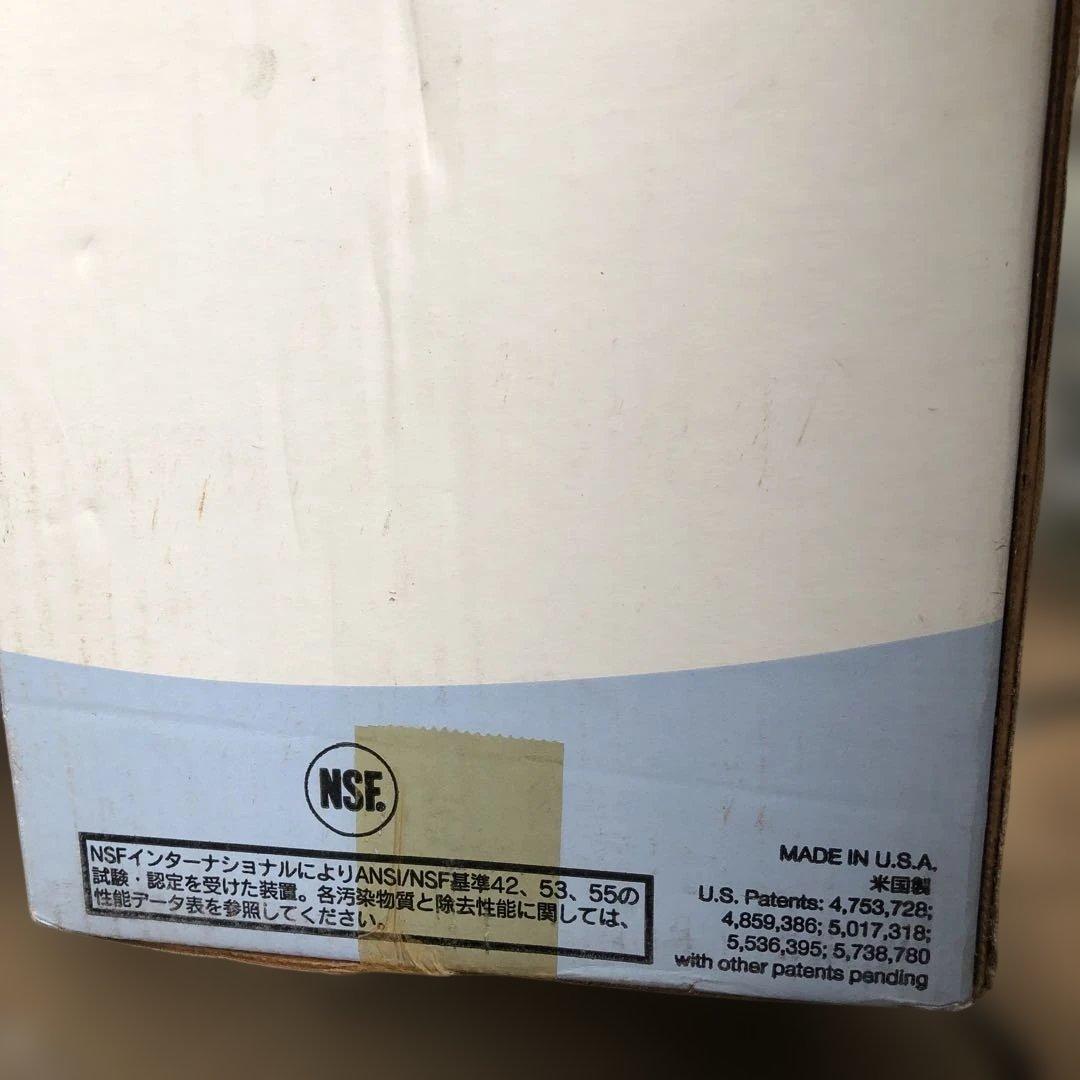 NSF®
NSFインターナショナルによりANSI/NSF基準42、53、55の
試験・認定を受けた装置。各汚染物質と除去性能に関しては、
性能データ表を参照してください。
MADE IN U.S.A.
米国製
U.S. Patents: 4,753,728;
4,859,386; 5,017,318;
5,536,395; 5,738,780
with other patents pending